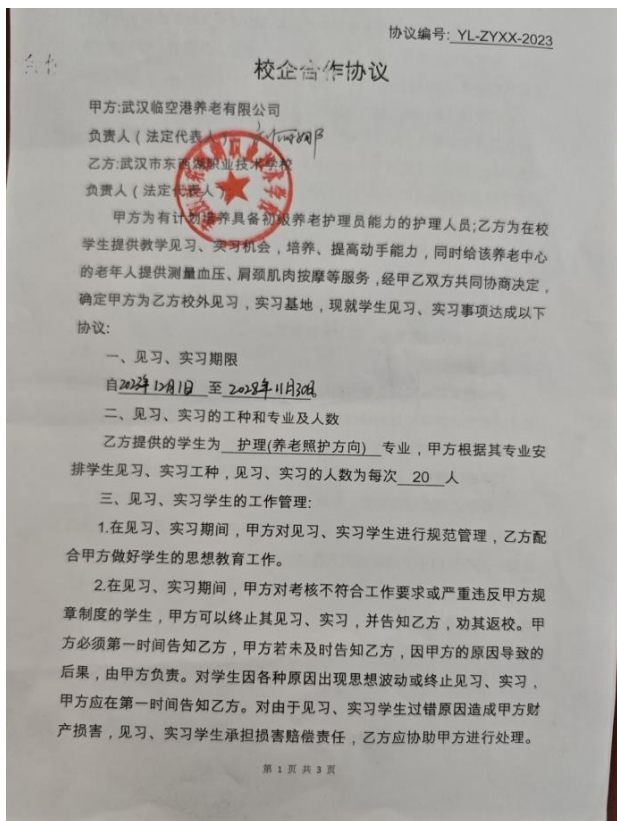 协议编号: YL-ZYXX-2023
校企合作协议
甲方:武汉临空港养老有限公司
负责人(法定代表人)
乙方:武汉市东西湖职业技术学校
负责人(法定代表人)
甲方为有计划培养具备初级养老护理员能力的护理人员;乙方为在校
学生提供教学见习、实习机会，培养、提高动手能力，同时给该养老中心
的老年人提供测量血压、肩颈肌肉按摩等服务，经甲乙双方共同协商决定，
确定甲方为乙方校外见习，实习基地，现就学生见习、实习事项达成以下
协议:
一、见习、实习期限
自2023年12月1日 至 2028年11月30日。
二、见习、实习的工种和专业及人数
乙方提供的学生为 护理(养老照护方向) 专业，甲方根据其专业安
排学生见习、实习工种，见习、实习的人数为每次 20 人
三、见习、实习学生的工作管理:
1.在见习、实习期间，甲方对见习、实习学生进行规范管理，乙方配
合甲方做好学生的思想教育工作。
2.在见习、实习期间，甲方对考核不符合工作要求或严重违反甲方规
章制度的学生，甲方可以终止其见习、实习，并告知乙方，劝其返校。甲
方必须第一时间告知乙方，甲方若未及时告知乙方，因甲方的原因导致的
后果，由甲方负责。对学生因各种原因出现思想波动或终止见习、实习，
甲方应在第一时间告知乙方。对由于见习、实习学生过错原因造成甲方财
产损害，见习、实习学生承担损害赔偿责任，乙方应协助甲方进行处理。
第 1 页 共 3 页